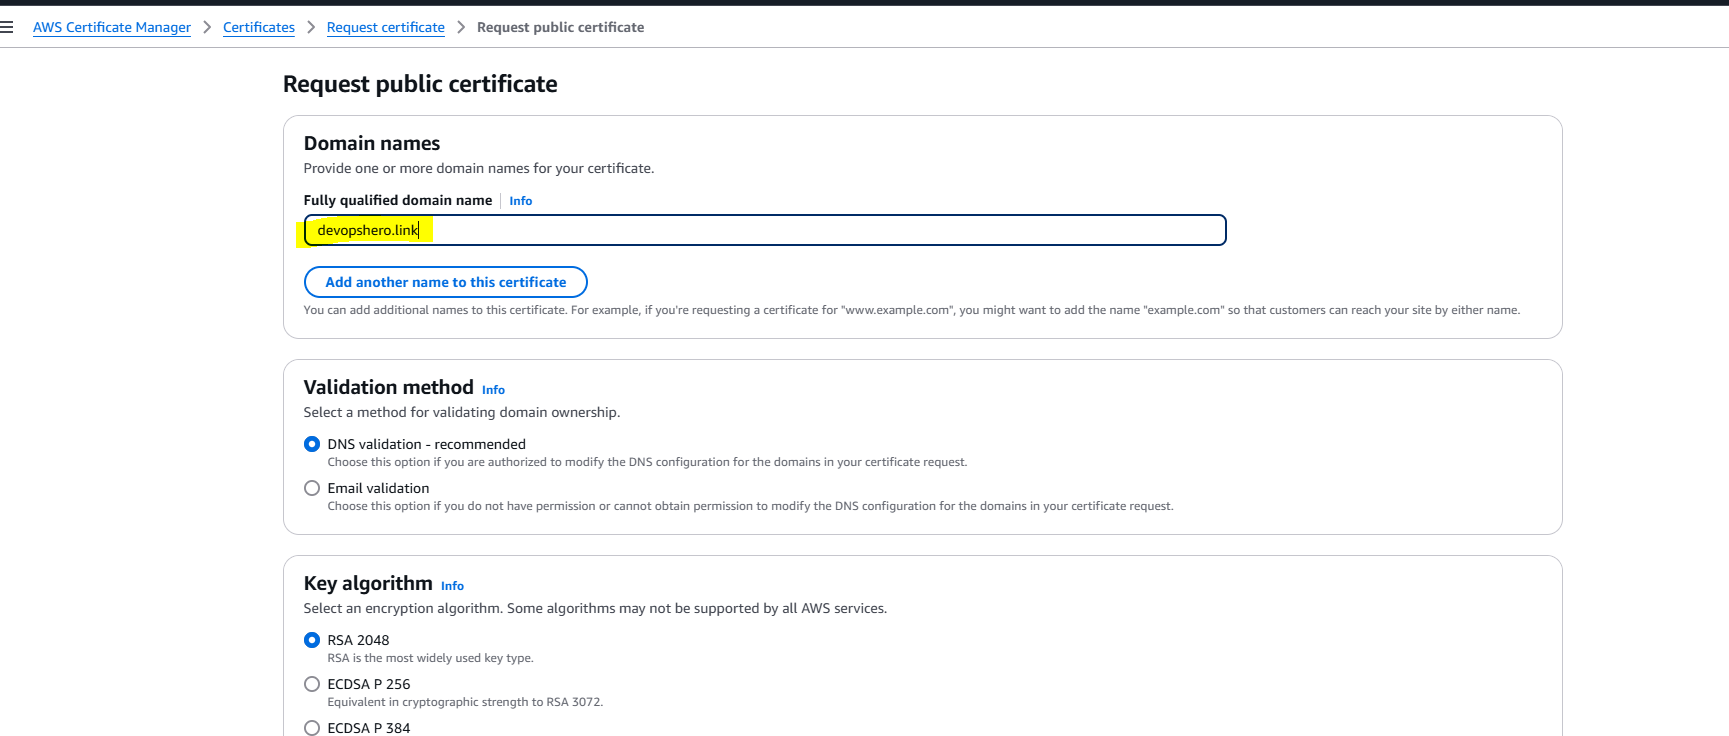 AWS Certificate Manager > Certificates > Request certificate > Request public certificate
Request public certificate
Domain names
Provide one or more domain names for your certificate.
Fully qualified domain name | Info
devopshero.link
Add another name to this certificate
You can add additional names to this certificate. For example, if you're requesting a certificate for "www.example.com", you might want to add the name "example.com" so that customers can reach your site by either name.
Validation method Info
Select a method for validating domain ownership.
DNS validation - recommended
Choose this option if you are authorized to modify the DNS configuration for the domains in your certificate request.
Email validation
Choose this option if you do not have permission or cannot obtain permission to modify the DNS configuration for the domains in your certificate request.
Key algorithm Info
Select an encryption algorithm. Some algorithms may not be supported by all AWS services.
RSA 2048
RSA is the most widely used key type.
ECDSA P 256
Equivalent in cryptographic strength to RSA 3072.
ECDSA P 384